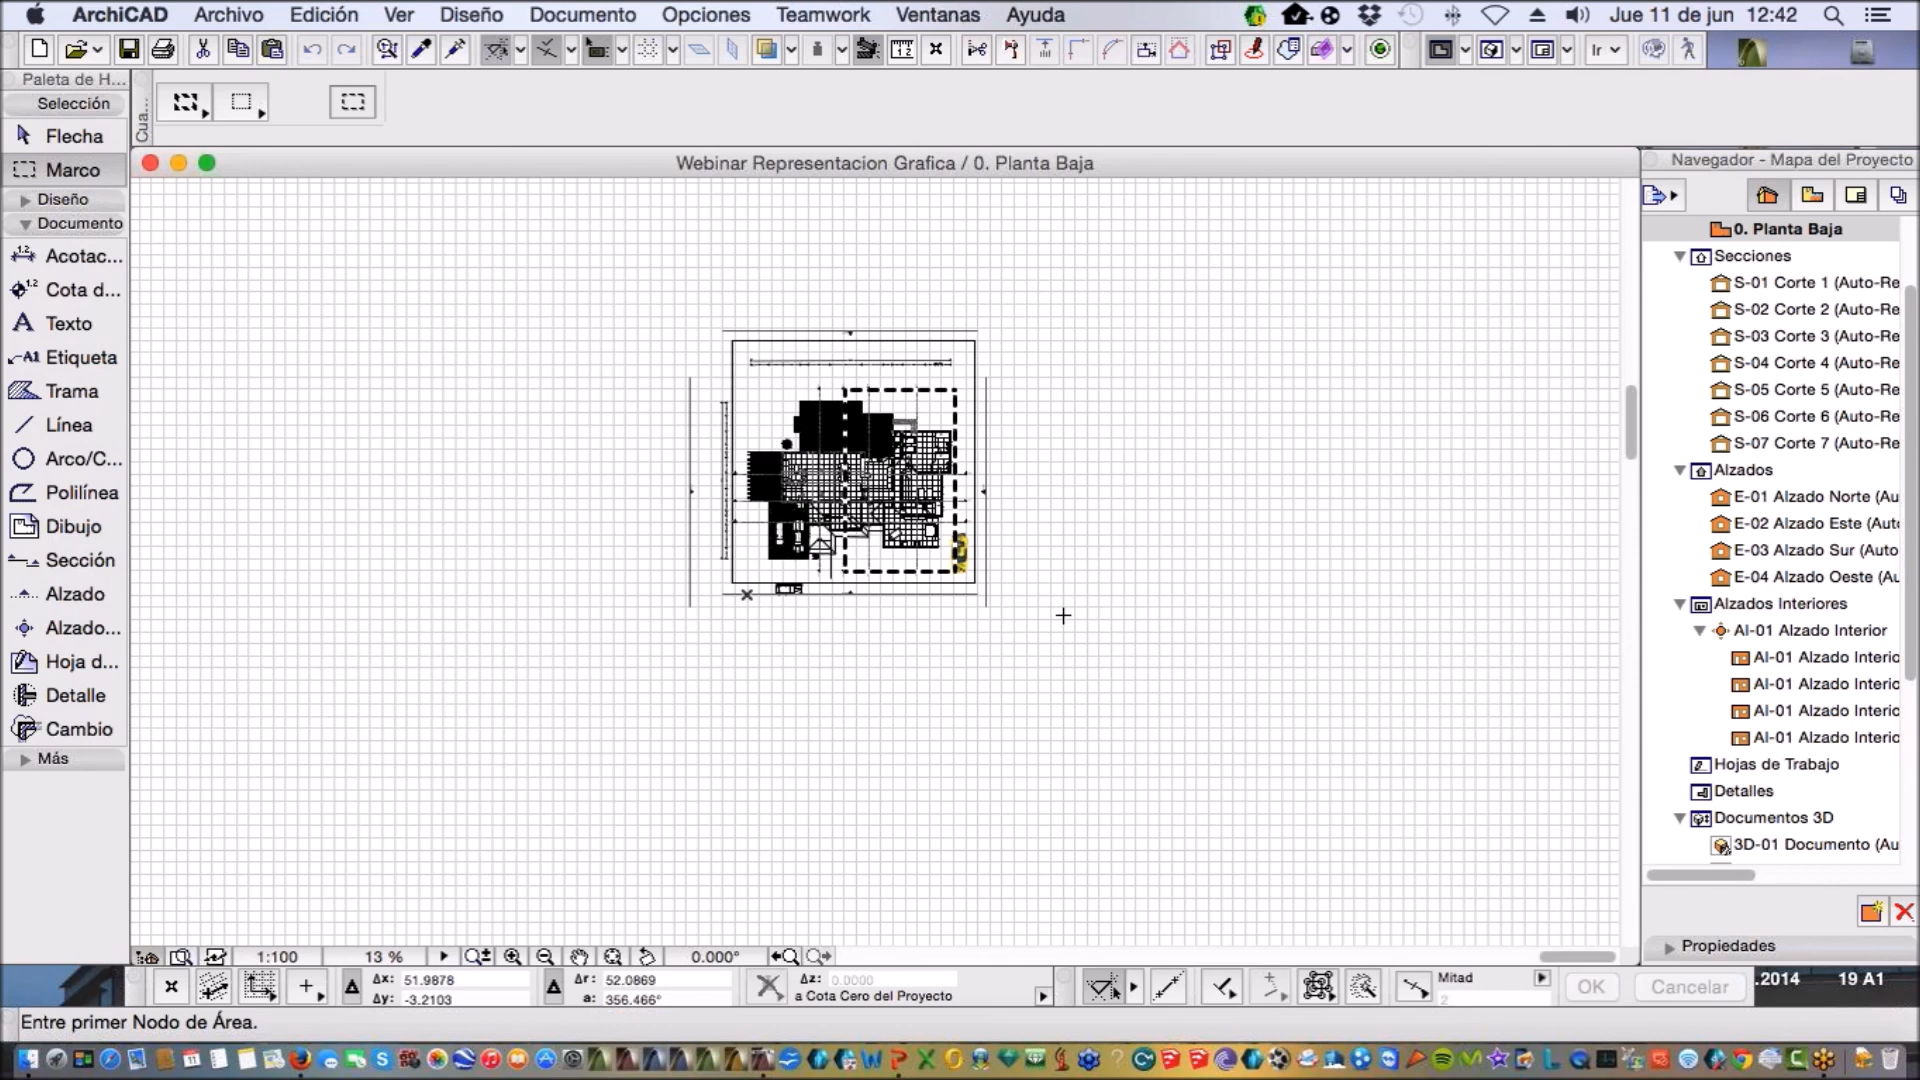 ArchiCAD Archivo Edición Ver Diseño Documento Opciones Teamwork Ventanas Ayuda Jue 11 de jun 12:42
Ir
Paleta de H...
Selección
Cua...
Flecha
Marco
Diseño
Documento
Acotac...
Cota d...
Texto
Etiqueta
Trama
Línea
Arco/C...
Polilínea
Dibujo
Sección
Alzado
Alzado...
Hoja d...
Detalle
Cambio
Más
Webinar Representacion Grafica / 0. Planta Baja
Navegador - Mapa del Proyecto
0. Planta Baja
Secciones
S-01 Corte 1 (Auto-Re
S-02 Corte 2 (Auto-Re
S-03 Corte 3 (Auto-Re
S-04 Corte 4 (Auto-Re
S-05 Corte 5 (Auto-Re
S-06 Corte 6 (Auto-Re
S-07 Corte 7 (Auto-Re
Alzados
E-01 Alzado Norte (Au
E-02 Alzado Este (Aut
E-03 Alzado Sur (Auto
E-04 Alzado Oeste (Au
Alzados Interiores
AI-01 Alzado Interior
AI-01 Alzado Interio
AI-01 Alzado Interio
AI-01 Alzado Interio
AI-01 Alzado Interio
Hojas de Trabajo
Detalles
Documentos 3D
3D-01 Documento (Au
Propiedades
1:100 13 % 0.000°
Δx: 51.9878
Δy: -3.2103
Δr: 52.0869
a: 356.466°
Δz: 0.0000
a Cota Cero del Proyecto
Mitad
2
OK Cancelar
.2014 19 A1
Entre primer Nodo de Área.